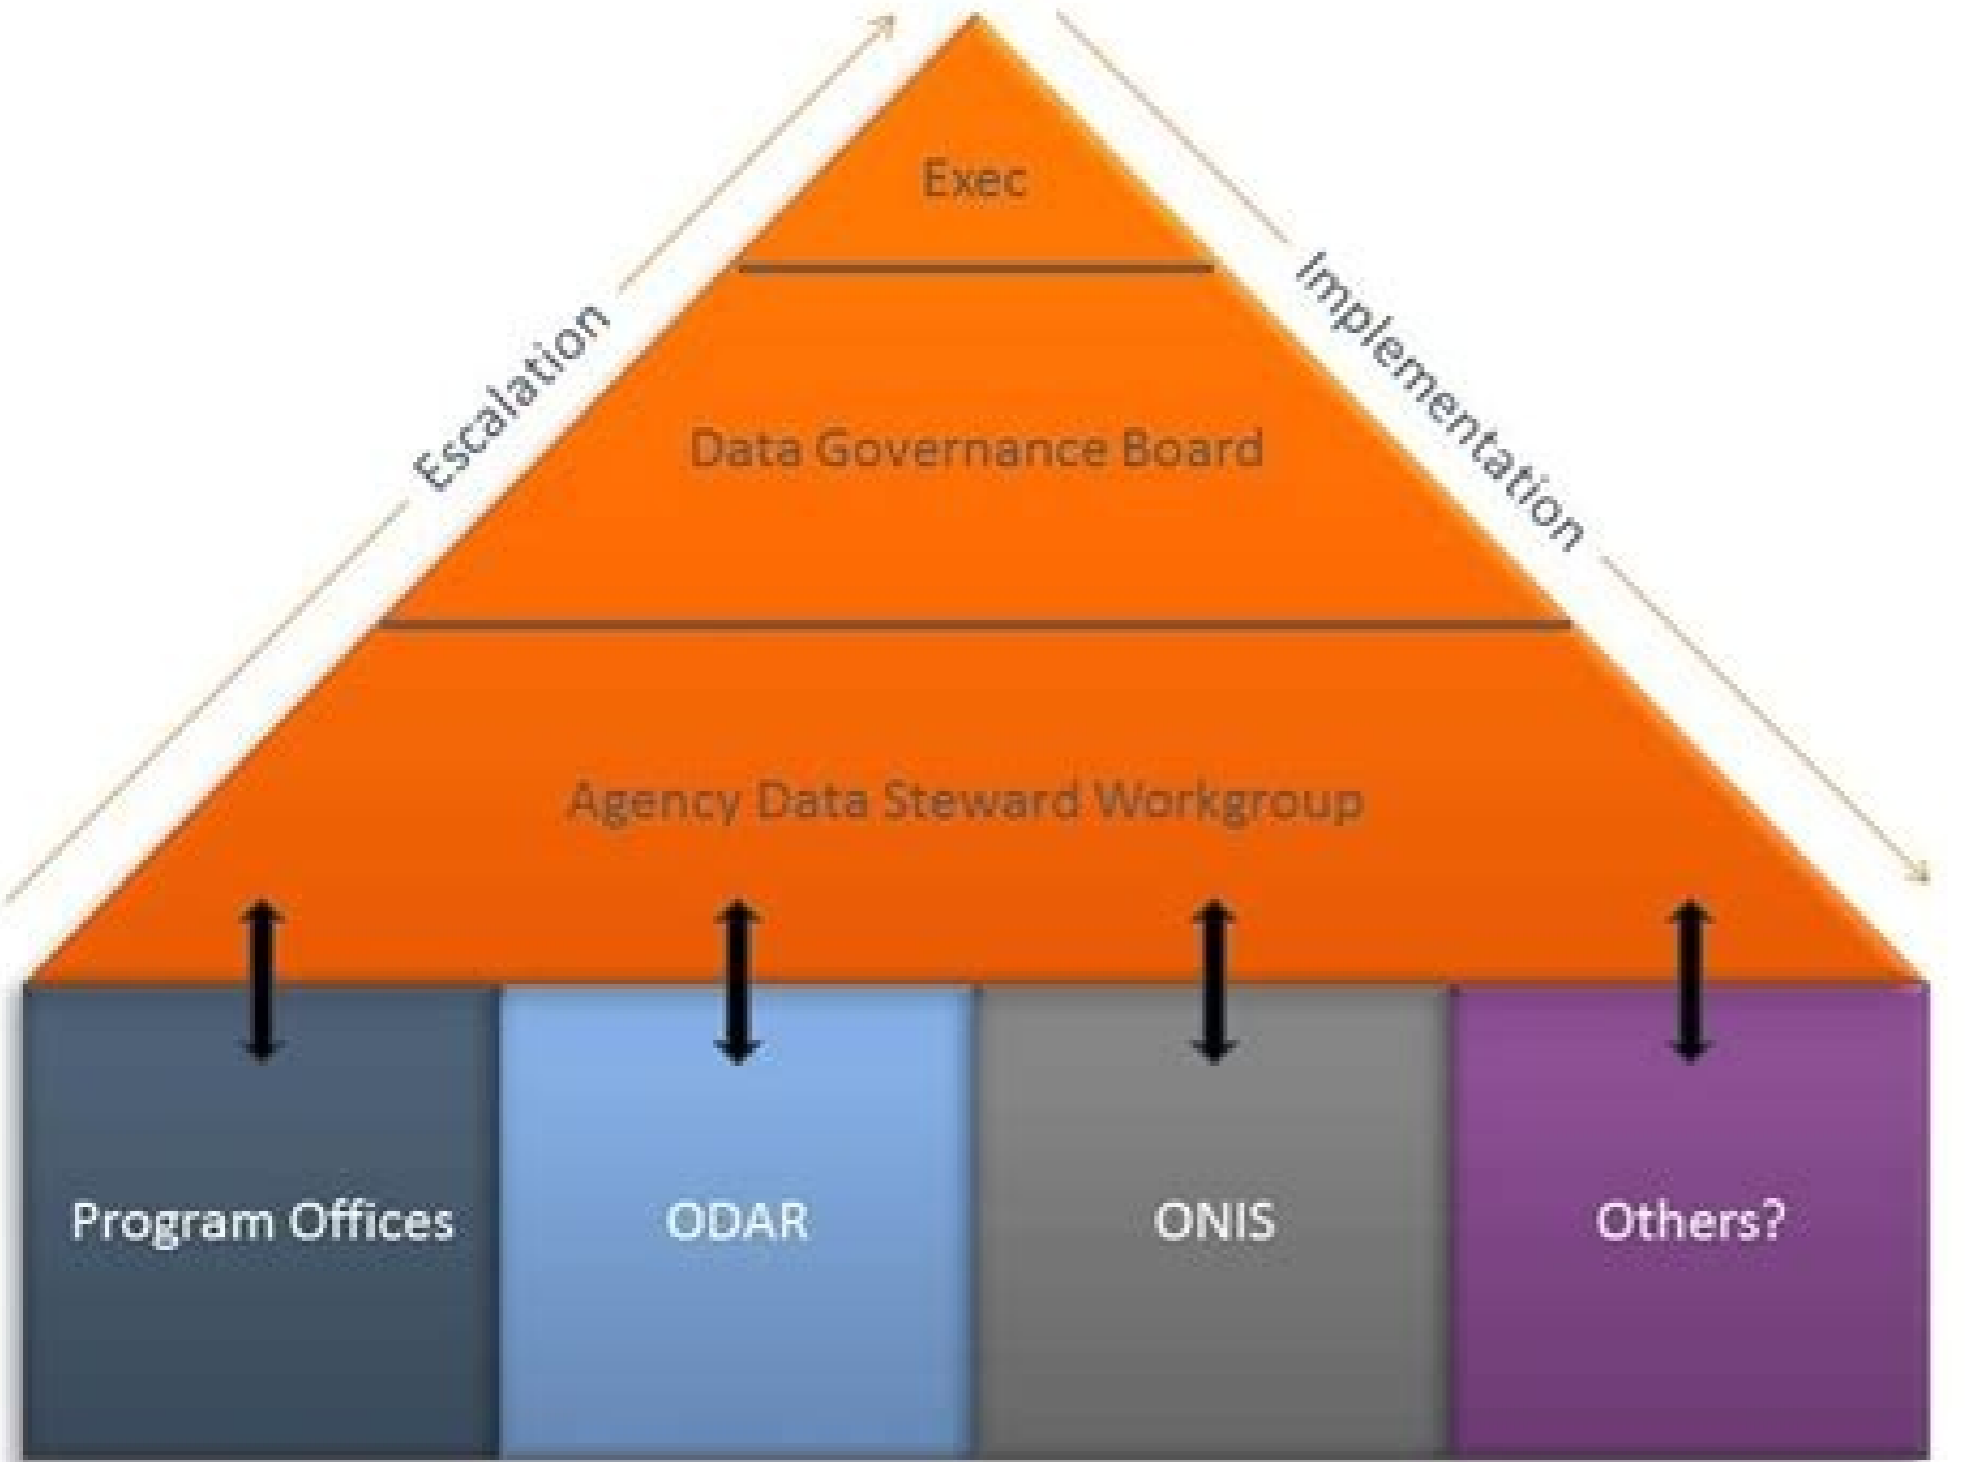 Exec
Escalation
Implementation
Data Governance Board
Agency Data Steward Workgroup
Program Offices
ODAR
ONIS
Others?